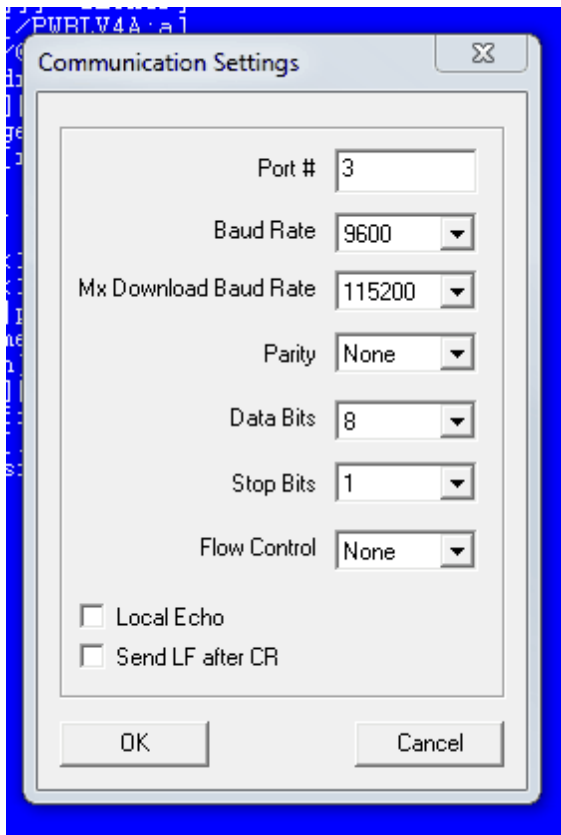 /PWRLV4A:a]
Communication Settings
Port # 3
Baud Rate 9600
Mx Download Baud Rate 115200
Parity None
Data Bits 8
Stop Bits 1
Flow Control None
Local Echo
Send LF after CR
OK Cancel